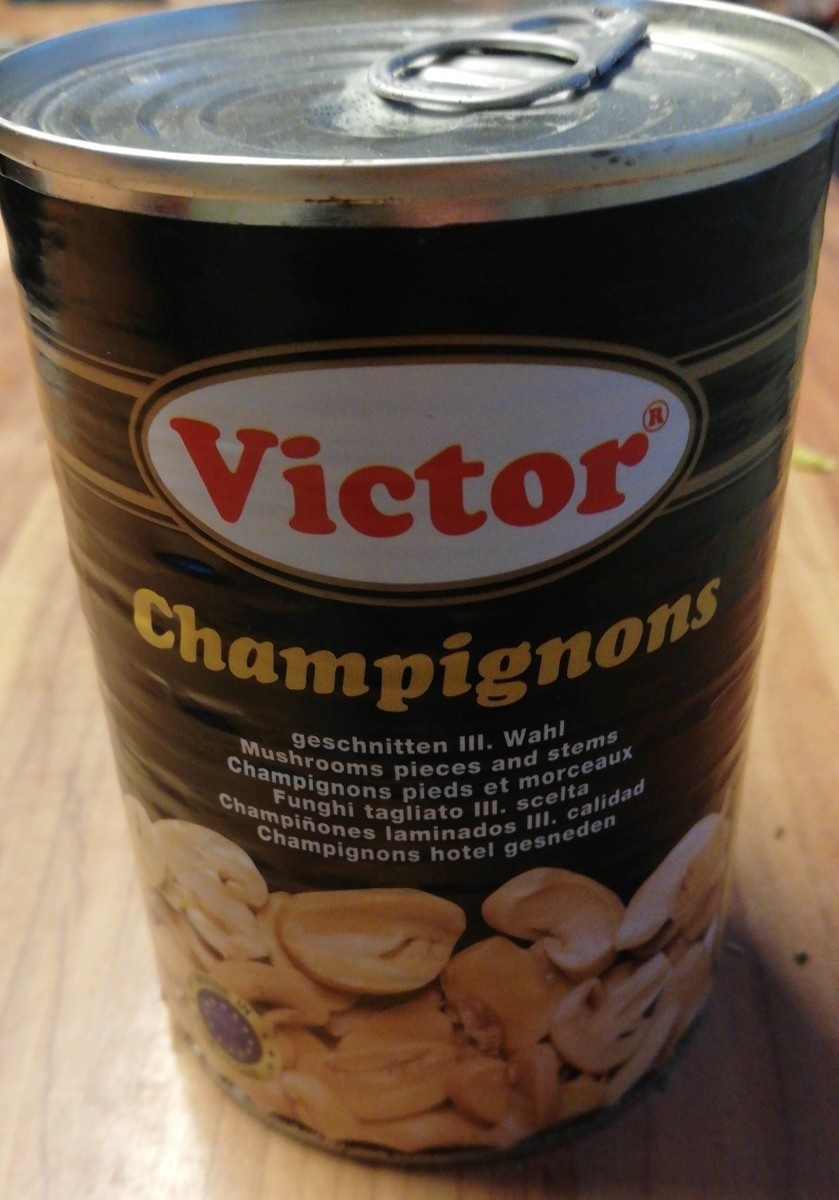 Victor®
Champignons
geschnitten III. Wahl
Mushrooms pieces and stems
Champignons pieds et morceaux
Funghi tagliato III. scelta
Champiñones laminados III. calidad
Champignons hotel gesneden